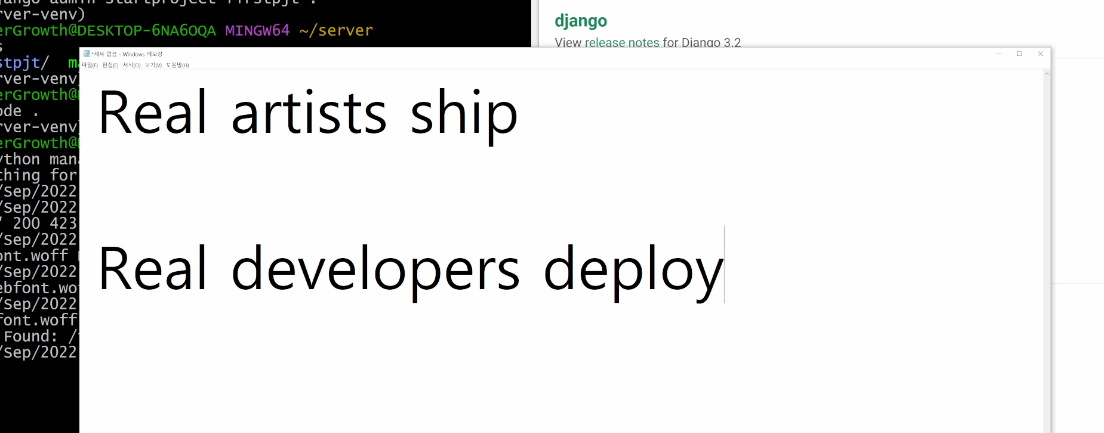 django-admin startproject firstpjt .
rver-venv)
erGrowth@DESKTOP-6NA6OQA MINGW64 ~/server
s
stpjt/ m
rver-venv)
erGrowth@
ode .
rver-venv)
erGrowth@
ython mana
thing for
/Sep/2022
/Sep/2022
" 200 423
/Sep/2022
ont.woff
/Sep/2022
ebfont.wo
/Sep/2022
font.woff
Found: /
/Sep/2022
django
View release notes for Django 3.2
*제목 없음 - Windows 메모장
파일(F) 편집(E) 서식(O) 보기(V) 도움말(H)
Real artists ship
Real developers deploy